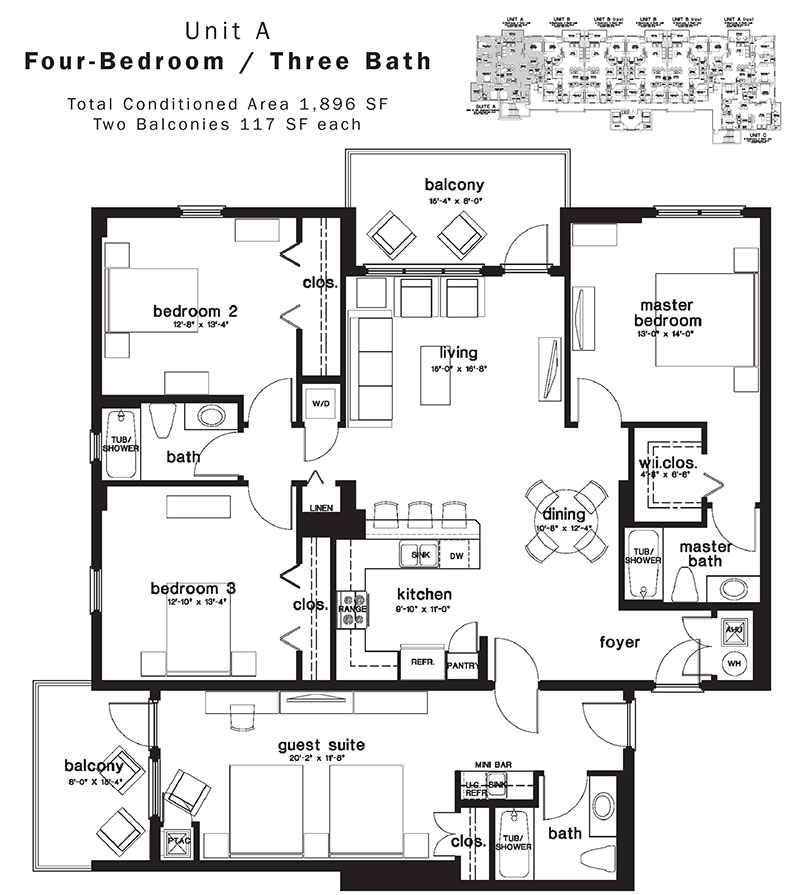 Unit A
Four-Bedroom / Three Bath
Total Conditioned Area 1,896 SF
Two Balconies 117 SF each
UNIT A
UNIT B
UNIT B (rev)
UNIT B
UNIT B (rev)
UNIT A (rev)
SUITE A
UNIT C
balcony
15'-4" x 8'-0"
bedroom 2
12'-8" x 13'-4"
clos.
living
15'-0" x 16'-8"
master
bedroom
13'-0" x 14'-0"
W/D
TUB/
SHOWER
bath
LINEN
w.i.clos.
4'-8" x 6'-6"
dining
10'-8" x 12'-4"
master
bath
TUB/
SHOWER
SINK
DW
bedroom 3
12'-10" x 13'-4"
clos.
kitchen
9'-10" x 11'-0"
RANGE
REFR.
PANTRY
foyer
AHU
WH
guest suite
20'-2" x 11'-8"
balcony
8'-0" X 15'-4"
MINI BAR
U.C.
REFR.
SINK
PTAC
clos.
TUB/
SHOWER
bath